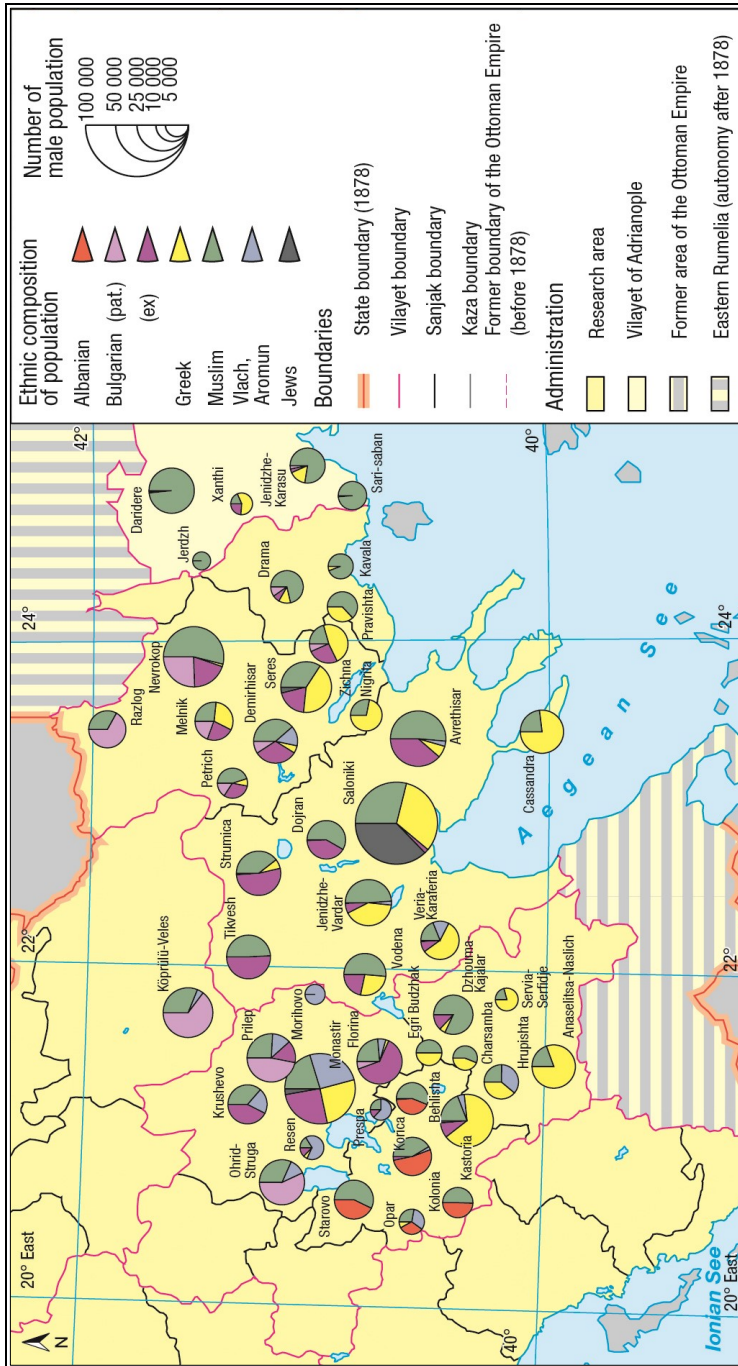 Ethnic composition
of population
Albanian
Bulgarian (pat.)
(ex)
Greek
Muslim
Vlach,
Aromun
Jews
Number of
male population
100 000
50 000
25 000
10 000
5 000
Boundaries
State boundary (1878)
Vilayet boundary
Sanjak boundary
Kaza boundary
Former boundary of the Ottoman Empire
(before 1878)
Administration
Research area
Vilayet of Adrianople
Former area of the Ottoman Empire
Eastern Rumelia (autonomy after 1878)
N
20° East
22°
24°
42°
Köprülü-Veles
Razlog
Nevrokop
Daridere
Jerdzh
Xanthi
Jenidzhe-
Karasu
Sari-saban
Melnik
Petrich
Demirhisar
Drama
Seres
Zichna
Kavala
Pravishta
Nigrita
Tikvesh
Strumica
Dojran
Prilep
Krushevo
Morihovo
Ohrid-
Struga
Resen
Monastir
Florina
Jenidzhe-
Vardar
Saloniki
Avrethisar
Vodena
Veria-
Karaferia
Starovo
Prespa
Egri Budzhak
Korica
Behlishta
Dzhouma-
Kajalar
Opar
Kolonia
Kastoria
Charsamba
Hrupishta
Servia-
Serfidje
Anaselitsa-Naslich
Cassandra
Aegean See
Ionian See
40°
40°
20° East
22°
24°